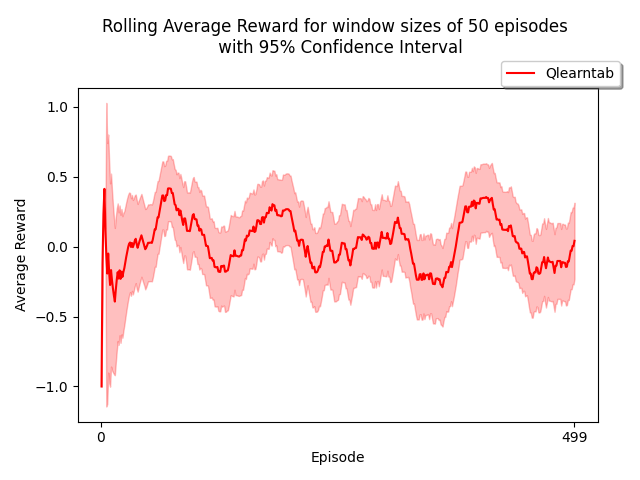 Rolling Average Reward for window sizes of 50 episodes
with 95% Confidence Interval
Qlearntab
1.0
0.5
0.0
−0.5
−1.0
Average Reward
0
499
Episode